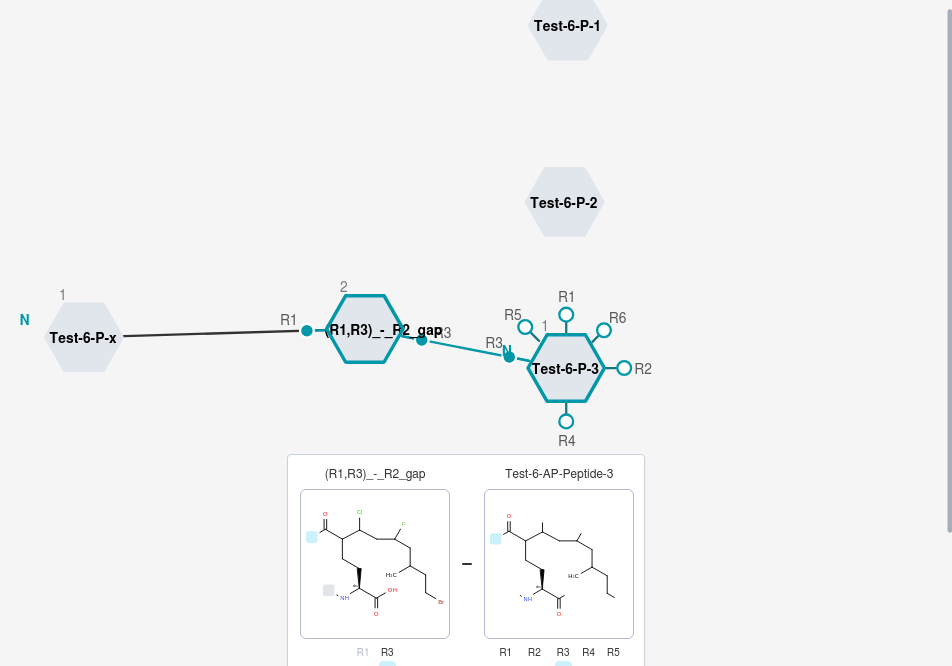 Test-6-P-1
Test-6-P-2
1
N
Test-6-P-x
R1
2
(R1,R3)_-_R2_gap
R3
R3
N
1
R1
R5
R6
R2
R4
Test-6-P-3
(R1,R3)_-_R2_gap
Test-6-AP-Peptide-3
O
Cl
F
H₃C
NH
OH
O
Br
–
O
H₃C
NH
O
R1 R3
R1 R2 R3 R4 R5